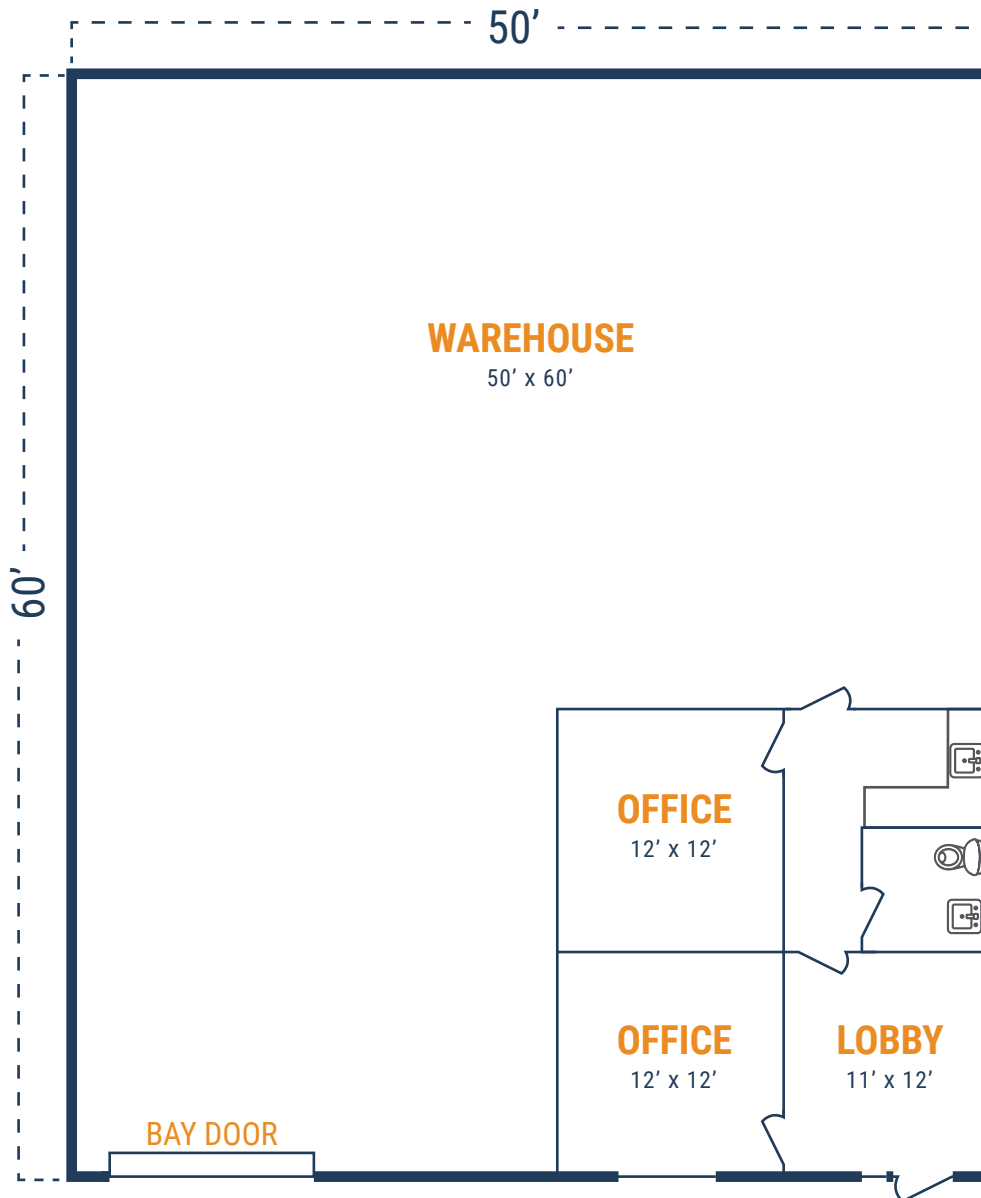 50’
60’
WAREHOUSE
50’ x 60’
OFFICE
12’ x 12’
OFFICE
12’ x 12’
LOBBY
11’ x 12’
BAY DOOR